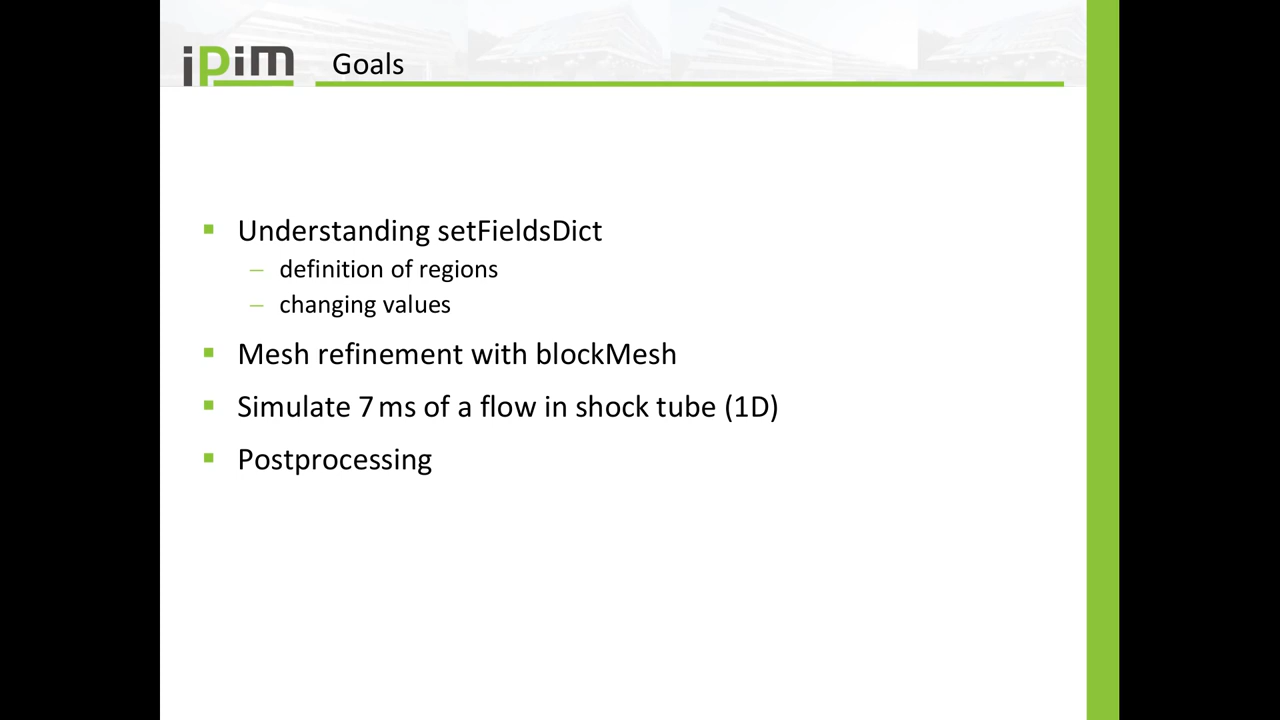 ipim
Goals
Understanding setFieldsDict
– definition of regions
– changing values
Mesh refinement with blockMesh
Simulate 7 ms of a flow in shock tube (1D)
Postprocessing